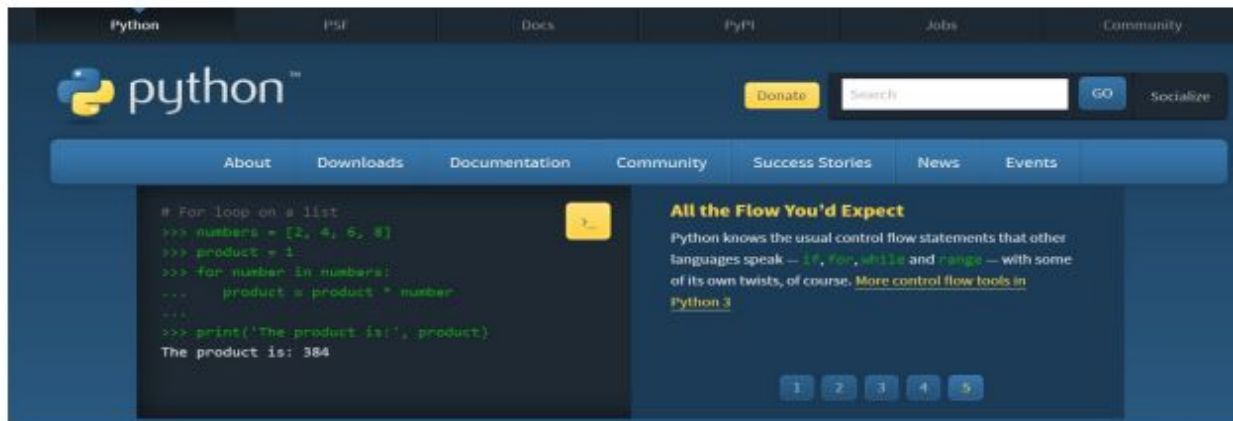 Python PSF Docs PyPI Jobs Community
python™
Donate Search GO Socialize
About Downloads Documentation Community Success Stories News Events
# For loop on a list
>>> numbers = [2, 4, 6, 8]
>>> product = 1
>>> for number in numbers:
...     product = product * number
...
>>> print('The product is:', product)
The product is: 384
>_
All the Flow You'd Expect
Python knows the usual control flow statements that other
languages speak — if, for, while and range — with some
of its own twists, of course. More control flow tools in
Python 3
1 2 3 4 5